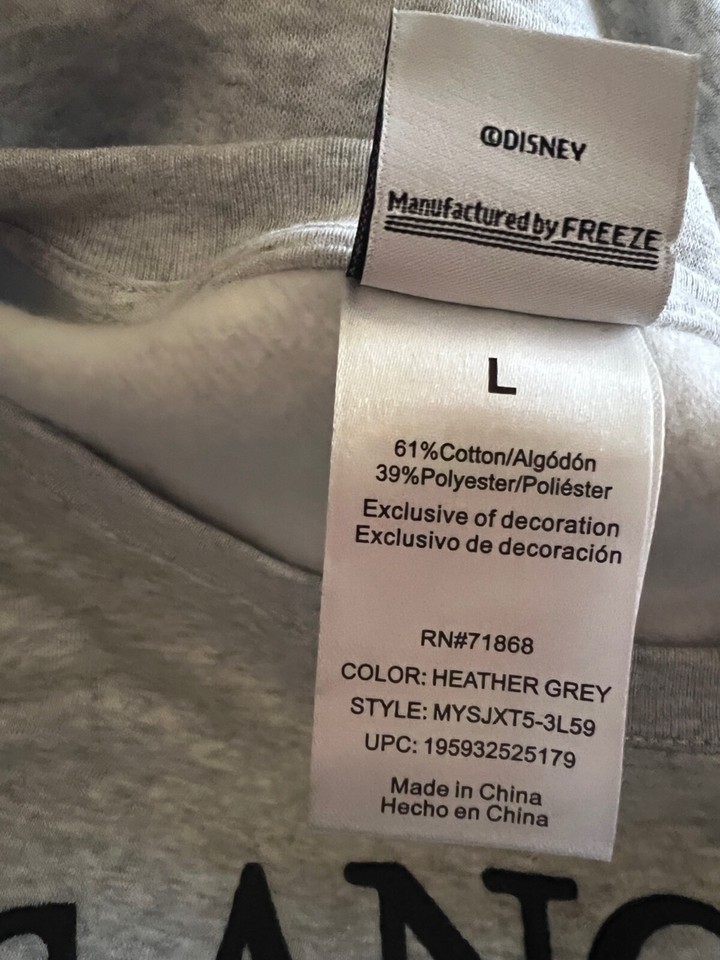 ©DISNEY
Manufactured by FREEZE
L
61%Cotton/Algódón
39%Polyester/Poliéster
Exclusive of decoration
Exclusivo de decoración
RN#71868
COLOR: HEATHER GREY
STYLE: MYSJXT5-3L59
UPC: 195932525179
Made in China
Hecho en China